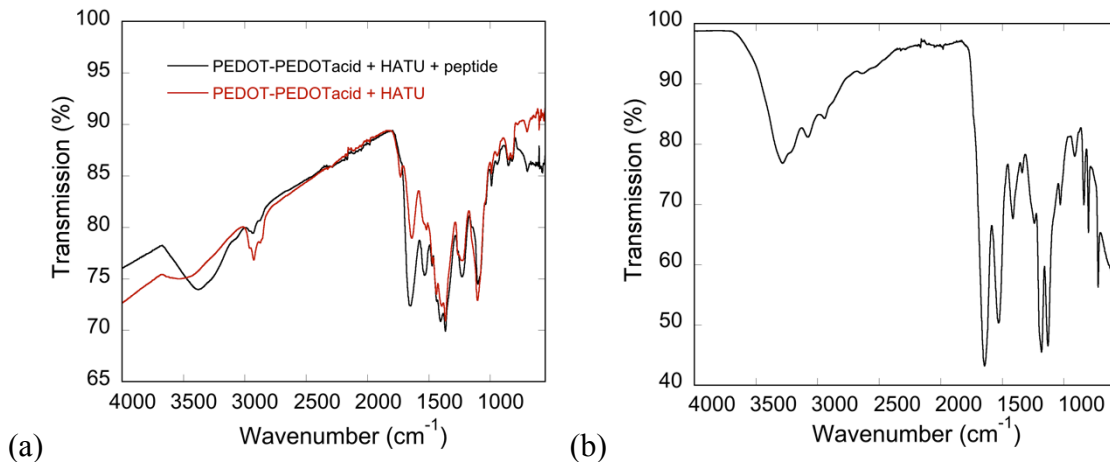 100
95
90
85
80
75
70
65
Transmission (%)
PEDOT-PEDOTacid + HATU + peptide
PEDOT-PEDOTacid + HATU
4000 3500 3000 2500 2000 1500 1000
Wavenumber (cm-1)
(a)
100
90
80
70
60
50
40
Transmission (%)
4000 3500 3000 2500 2000 1500 1000
Wavenumber (cm-1)
(b)